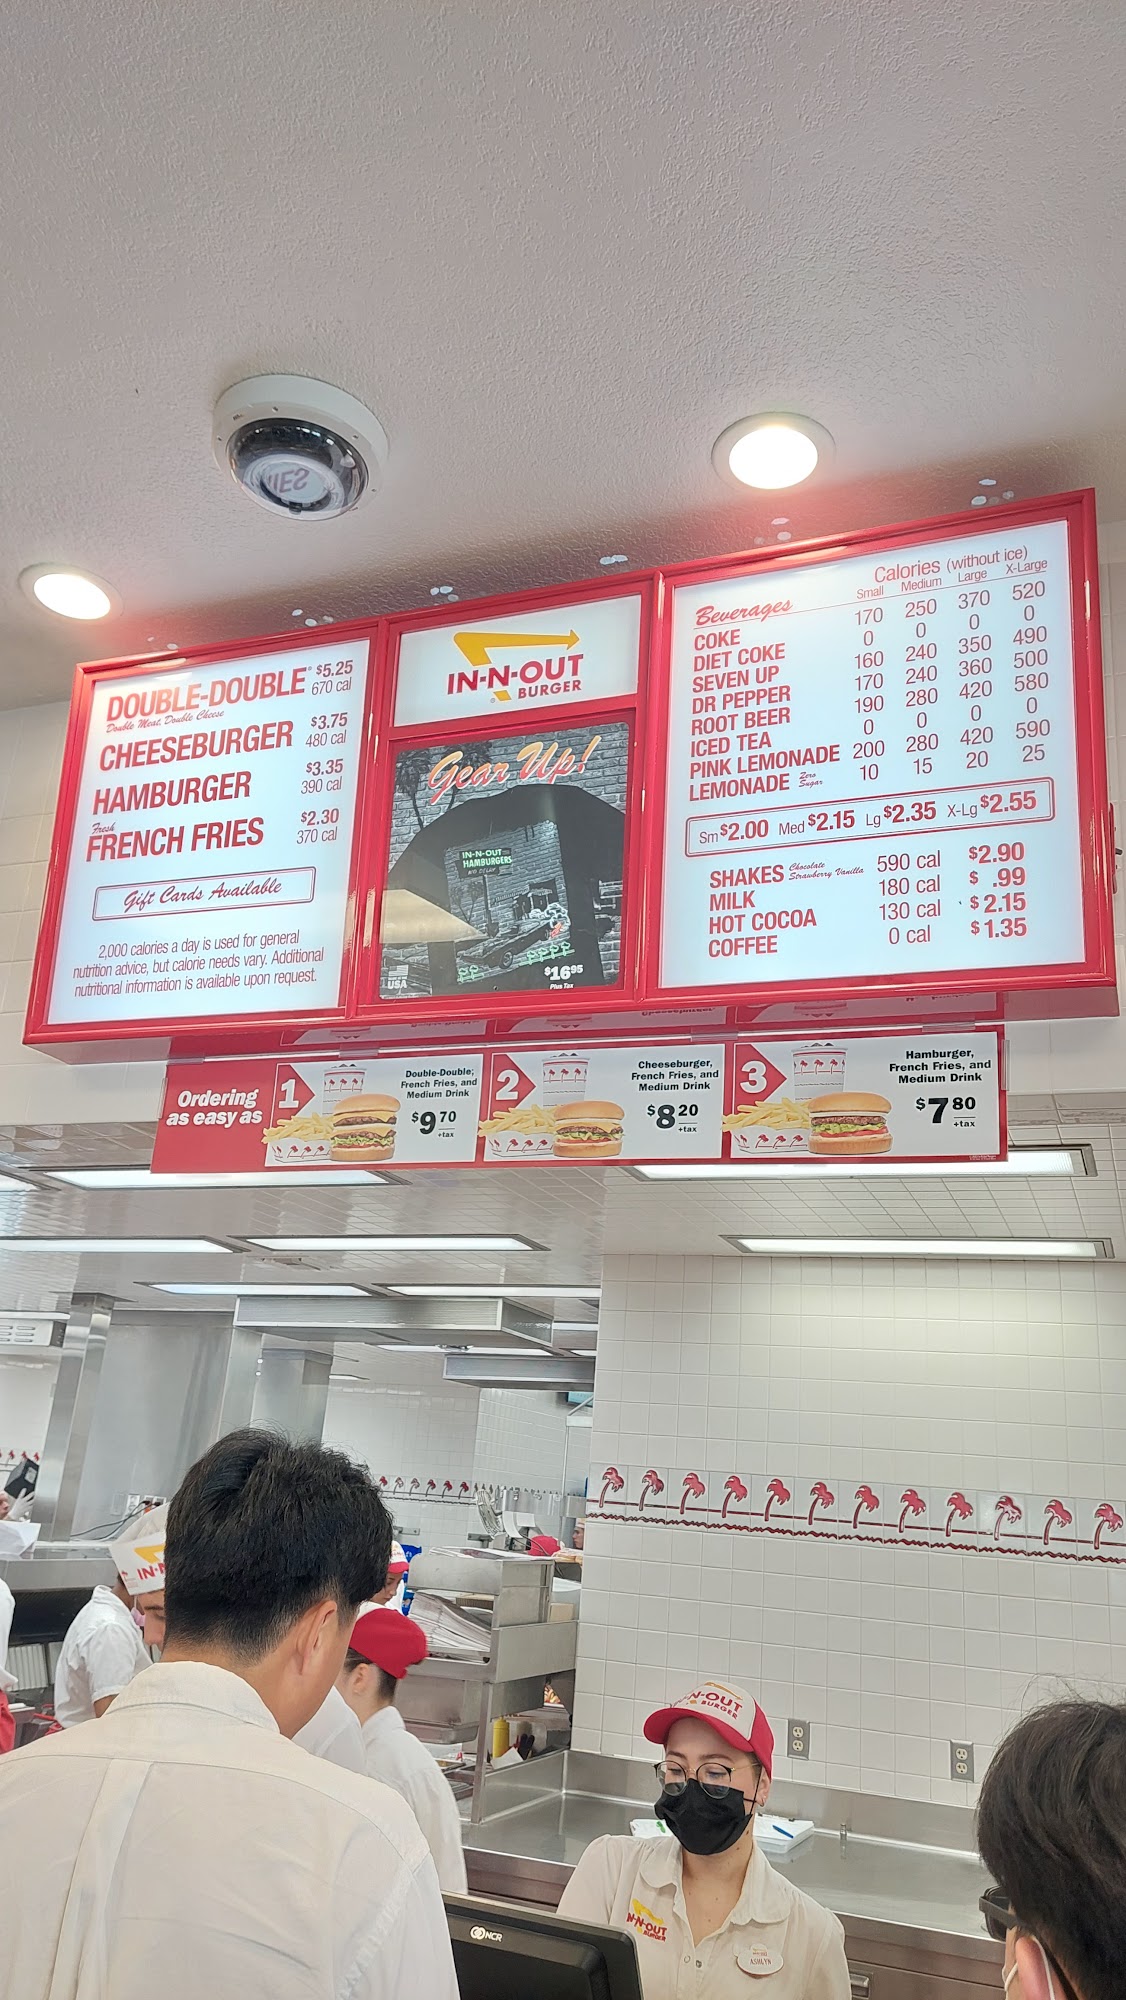 DOUBLE-DOUBLE® $5.25
Double Meat, Double Cheese 670 cal
CHEESEBURGER $3.75
480 cal
HAMBURGER $3.35
390 cal
Fresh
FRENCH FRIES $2.30
370 cal
Gift Cards Available
2,000 calories a day is used for general
nutrition advice, but calorie needs vary. Additional
nutritional information is available upon request.
IN-N-OUT
BURGER
Gear Up!
IN-N-OUT
HAMBURGERS
NO DELAY
USA
$1695
Plus Tax
Calories (without ice)
Beverages Small Medium Large X-Large
COKE 170 250 370 520
DIET COKE 0 0 0 0
SEVEN UP 160 240 350 490
DR PEPPER 170 240 360 500
ROOT BEER 190 280 420 580
ICED TEA 0 0 0 0
PINK LEMONADE 200 280 420 590
LEMONADE Zero Sugar 10 15 20 25
Sm $2.00 Med $2.15 Lg $2.35 X-Lg $2.55
SHAKES Chocolate Strawberry Vanilla 590 cal $2.90
MILK 180 cal $ .99
HOT COCOA 130 cal $2.15
COFFEE 0 cal $1.35
Ordering
as easy as
1
Double-Double,
French Fries, and
Medium Drink
$9 70
+tax
2
Cheeseburger,
French Fries, and
Medium Drink
$8 20
+tax
3
Hamburger,
French Fries, and
Medium Drink
$7 80
+tax
IN-N
N-OUT
BURGER
IN-N-OUT
BURGER
ASHLYN
NCR